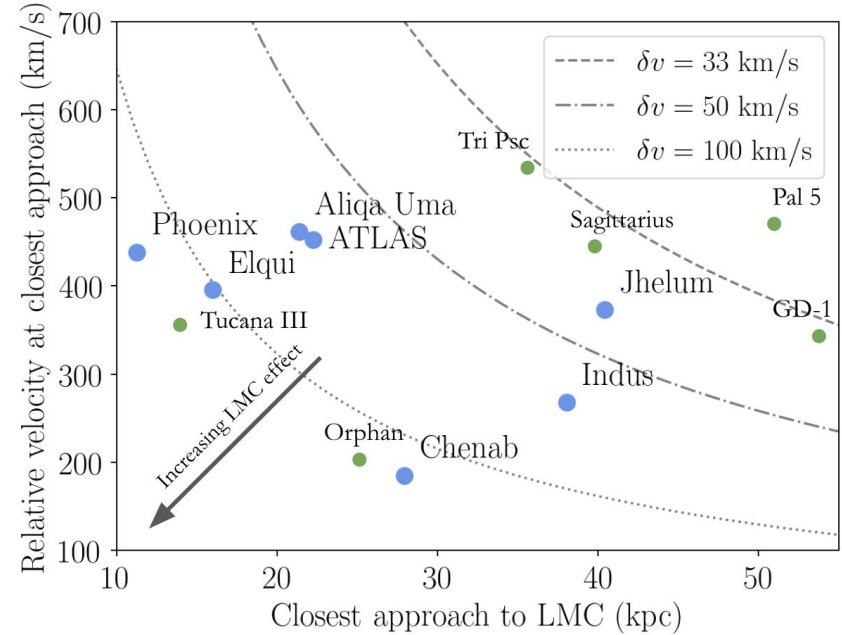 Relative velocity at closest approach (km/s)
700
600
500
400
300
200
100
δv = 33 km/s
δv = 50 km/s
δv = 100 km/s
Tri Psc
Pal 5
Aliqa Uma
Phoenix
Sagittarius
ATLAS
Elqui
Jhelum
GD-1
Tucana III
Increasing LMC effect
Indus
Orphan
Chenab
10 20 30 40 50
Closest approach to LMC (kpc)